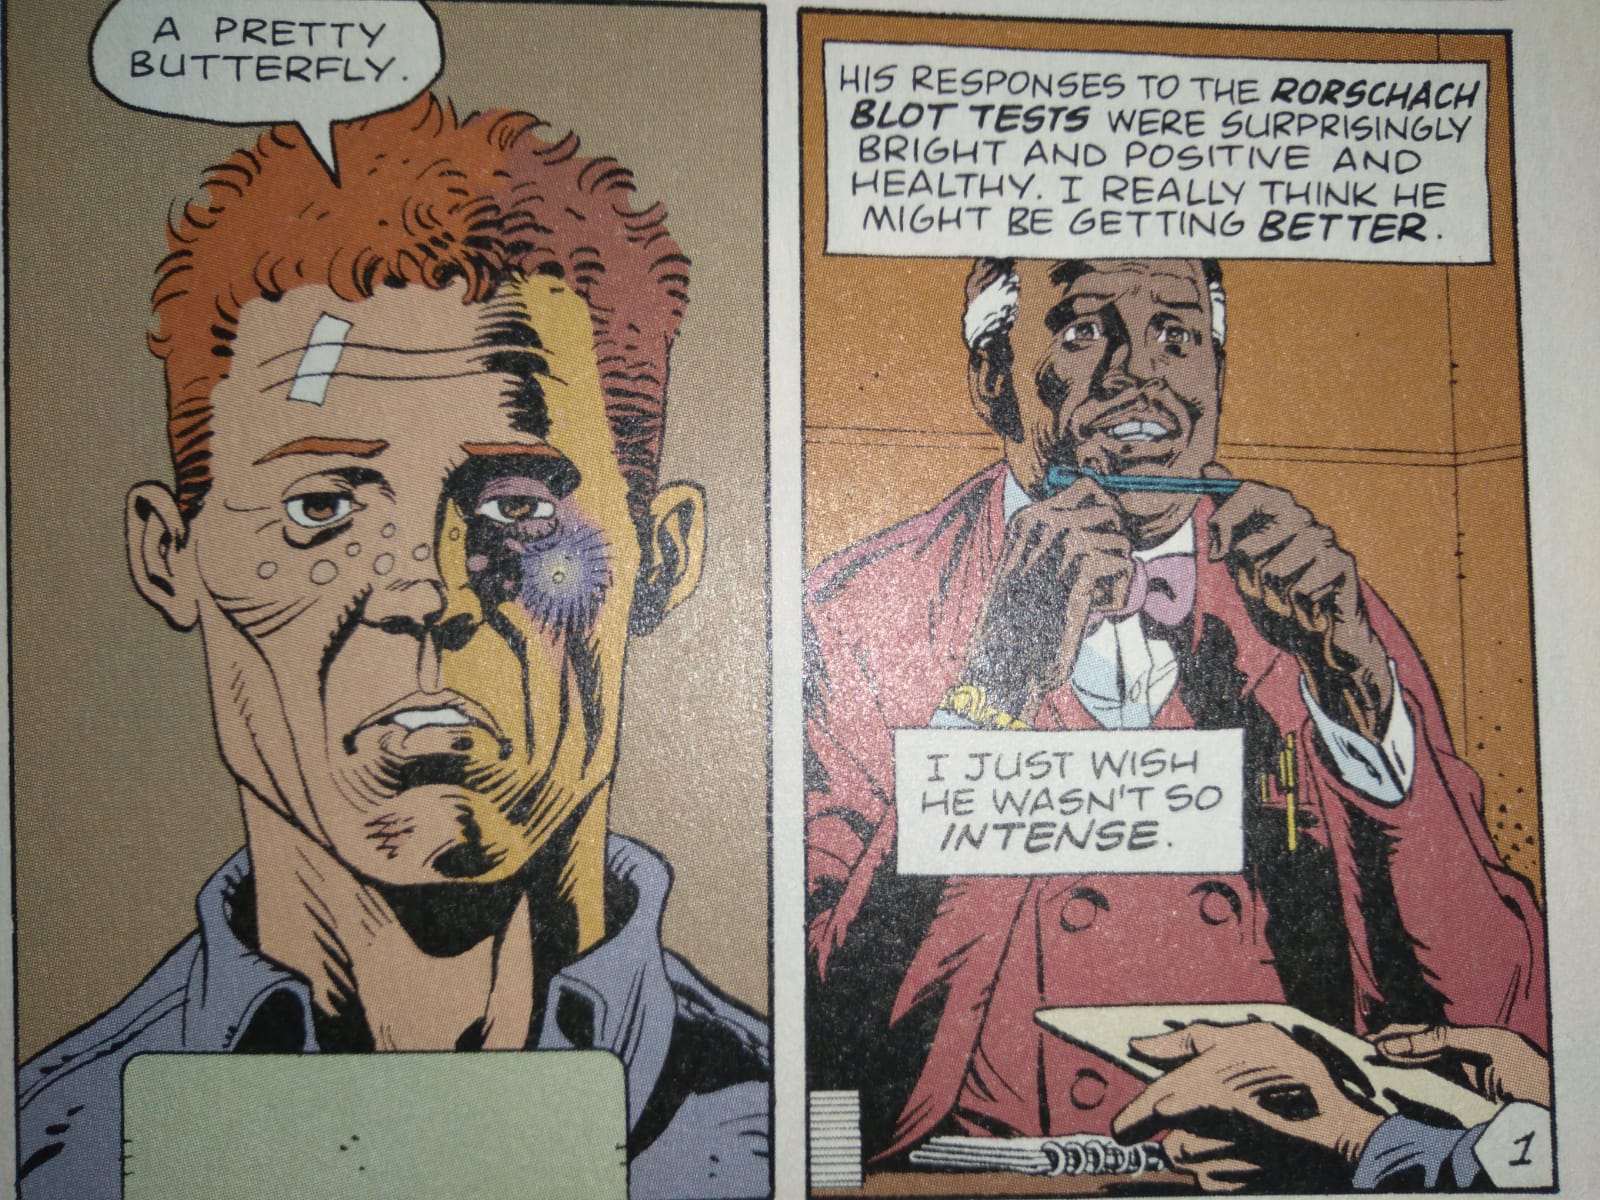 A PRETTY
BUTTERFLY.
HIS RESPONSES TO THE RORSCHACH
BLOT TESTS WERE SURPRISINGLY
BRIGHT AND POSITIVE AND
HEALTHY. I REALLY THINK HE
MIGHT BE GETTING BETTER.
I JUST WISH
HE WASN'T SO
INTENSE.
1